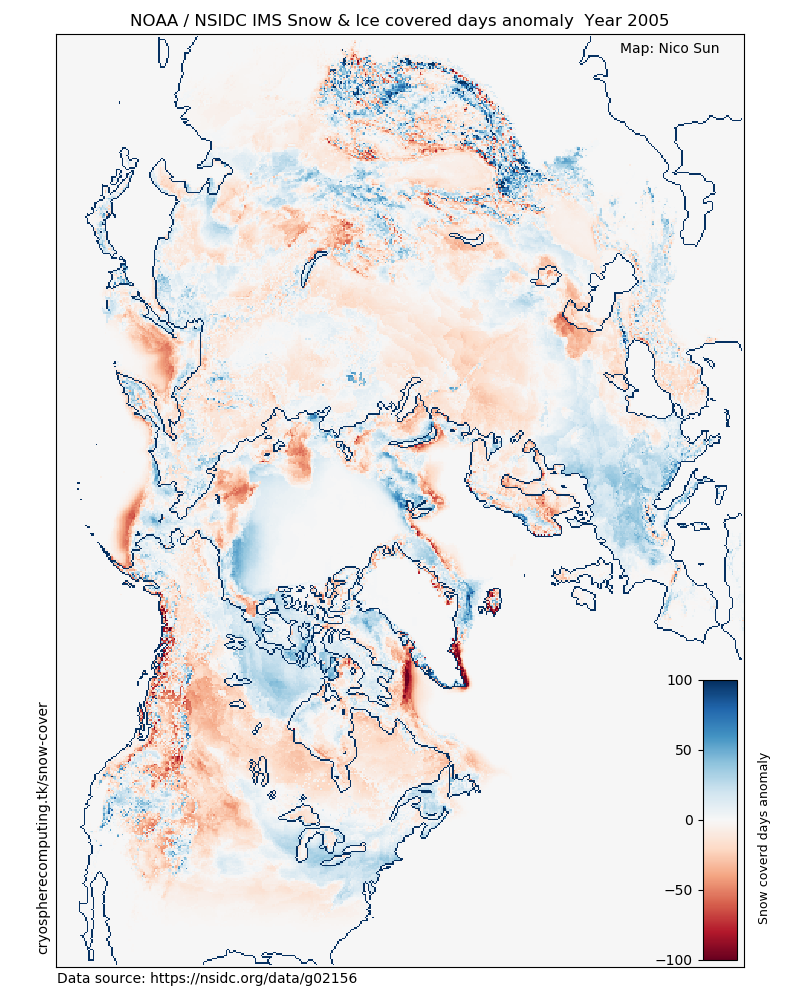 NOAA / NSIDC IMS Snow & Ice covered days anomaly  Year 2005
Map: Nico Sun
cryospherecomputing.tk/snow-cover
100
50
0
−50
−100
Snow coverd days anomaly
Data source: https://nsidc.org/data/g02156